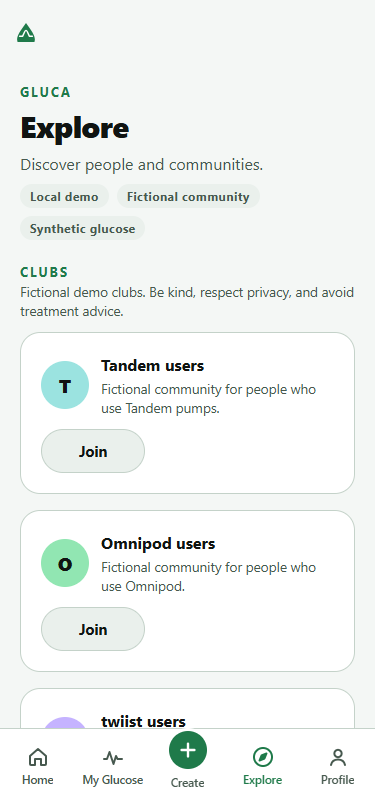 GLUCA
Explore
Discover people and communities.
Local demo
Fictional community
Synthetic glucose
CLUBS
Fictional demo clubs. Be kind, respect privacy, and avoid
treatment advice.
T
Tandem users
Fictional community for people who
use Tandem pumps.
Join
O
Omnipod users
Fictional community for people who
use Omnipod.
Join
twiist users
Home
My Glucose
Create
Explore
Profile